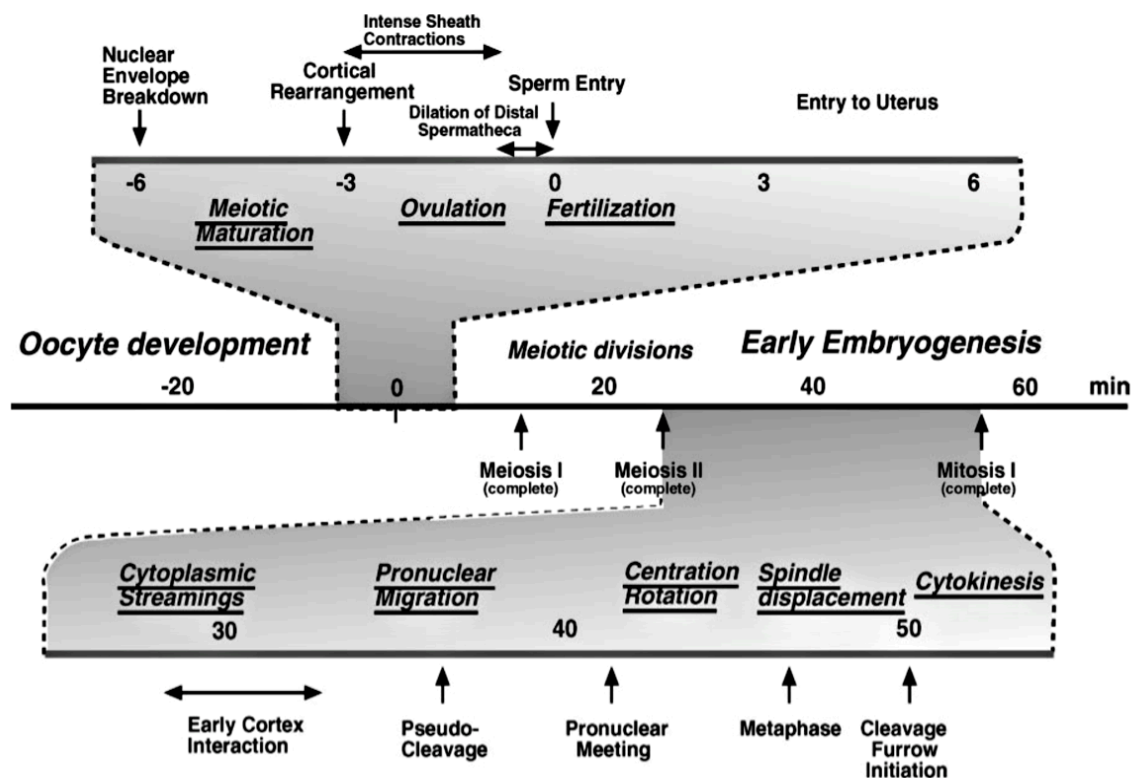 Intense Sheath
Contractions
Nuclear
Envelope
Breakdown
Cortical
Rearrangement
Sperm Entry
Dilation of Distal
Spermatheca
Entry to Uterus
-6 -3 0 3 6
Meiotic
Maturation
Ovulation
Fertilization
Oocyte development
Meiotic divisions
Early Embryogenesis
-20 0 20 40 60 min
Meiosis I
(complete)
Meiosis II
(complete)
Mitosis I
(complete)
Cytoplasmic
Streamings
Pronuclear
Migration
Centration
Rotation
Spindle
displacement
Cytokinesis
30 40 50
Early Cortex
Interaction
Pseudo-
Cleavage
Pronuclear
Meeting
Metaphase
Cleavage
Furrow
Initiation